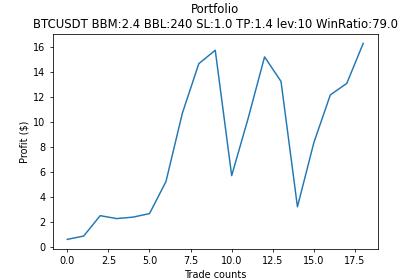 Portfolio
BTCUSDT BBM:2.4 BBL:240 SL:1.0 TP:1.4 lev:10 WinRatio:79.0
16
14
12
10
8
6
4
2
0
Profit ($)
0.0 2.5 5.0 7.5 10.0 12.5 15.0 17.5
Trade counts